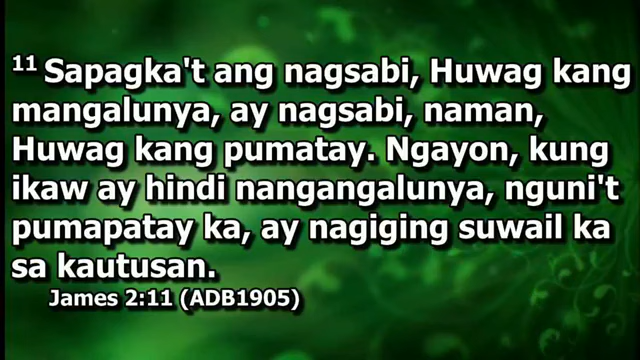 11 Sapagka't ang nagsabi, Huwag kang
mangalunya, ay nagsabi, naman,
Huwag kang pumatay. Ngayon, kung
ikaw ay hindi nangangalunya, nguni't
pumapatay ka, ay nagiging suwail ka
sa kautusan.
James 2:11 (ADB1905)